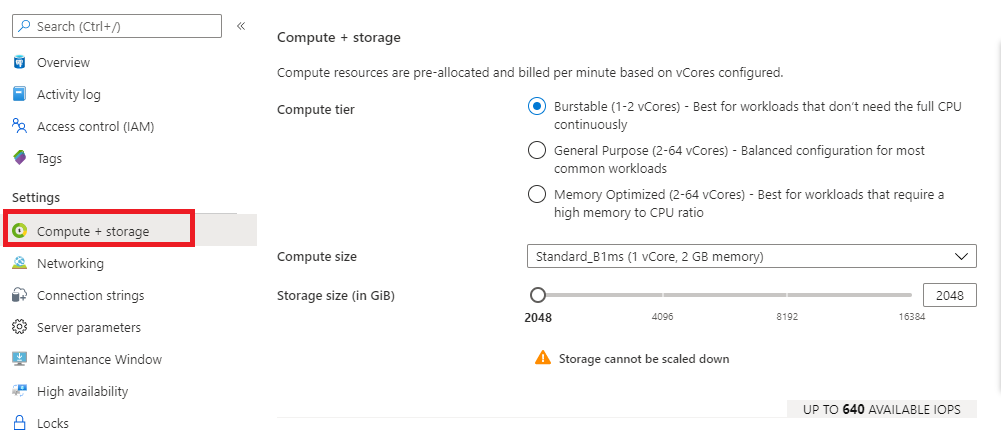 Search (Ctrl+/)
«
Overview
Activity log
Access control (IAM)
Tags
Settings
Compute + storage
Networking
Connection strings
Server parameters
Maintenance Window
High availability
Locks
Compute + storage
Compute resources are pre-allocated and billed per minute based on vCores configured.
Compute tier
Burstable (1-2 vCores) - Best for workloads that don't need the full CPU
continuously
General Purpose (2-64 vCores) - Balanced configuration for most
common workloads
Memory Optimized (2-64 vCores) - Best for workloads that require a
high memory to CPU ratio
Compute size
Standard_B1ms (1 vCore, 2 GB memory)
Storage size (in GiB)
2048
2048
4096
8192
16384
Storage cannot be scaled down
UP TO 640 AVAILABLE IOPS